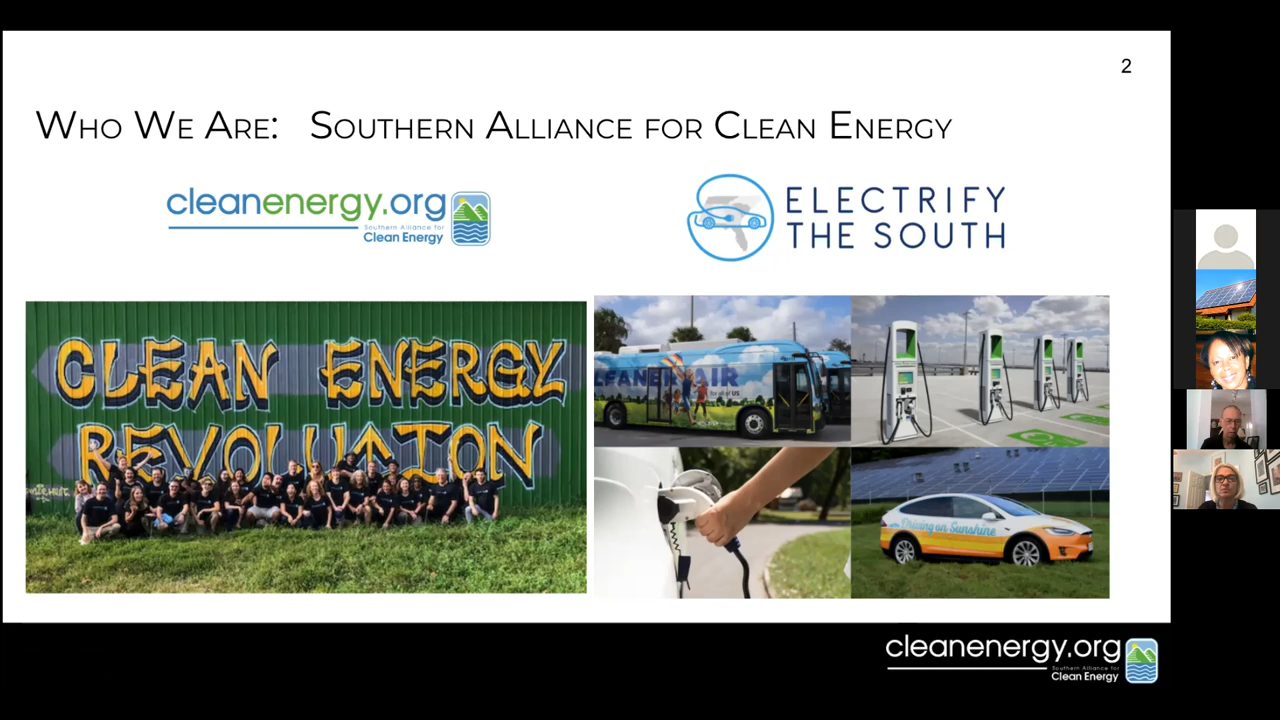 2
WHO WE ARE: SOUTHERN ALLIANCE FOR CLEAN ENERGY
cleanenergy.org
Southern Alliance for
Clean Energy
ELECTRIFY
THE SOUTH
CLEAN ENERGY
REVOLUTION
Driving on Sunshine
cleanenergy.org
Southern Alliance for
Clean Energy